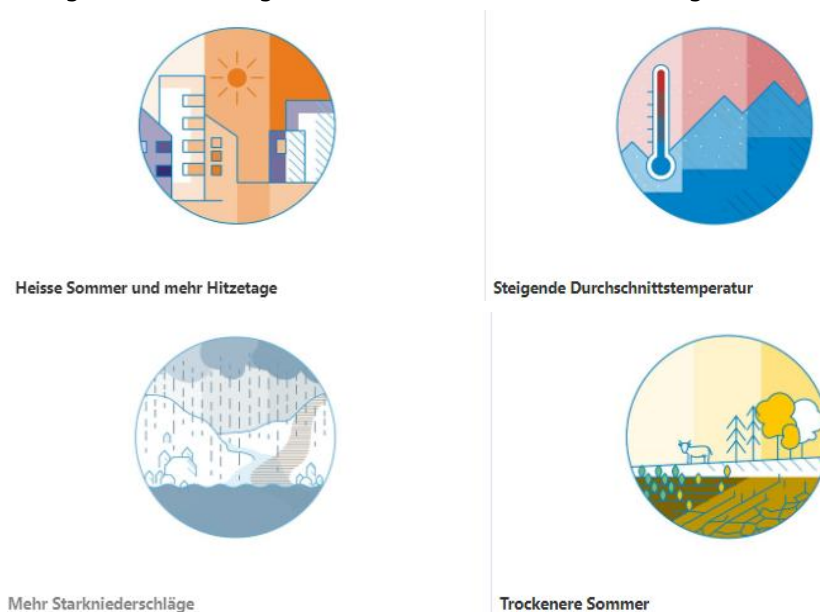 Heisse Sommer und mehr Hitzetage
Steigende Durchschnittstemperatur
Mehr Starkniederschläge
Trockenere Sommer